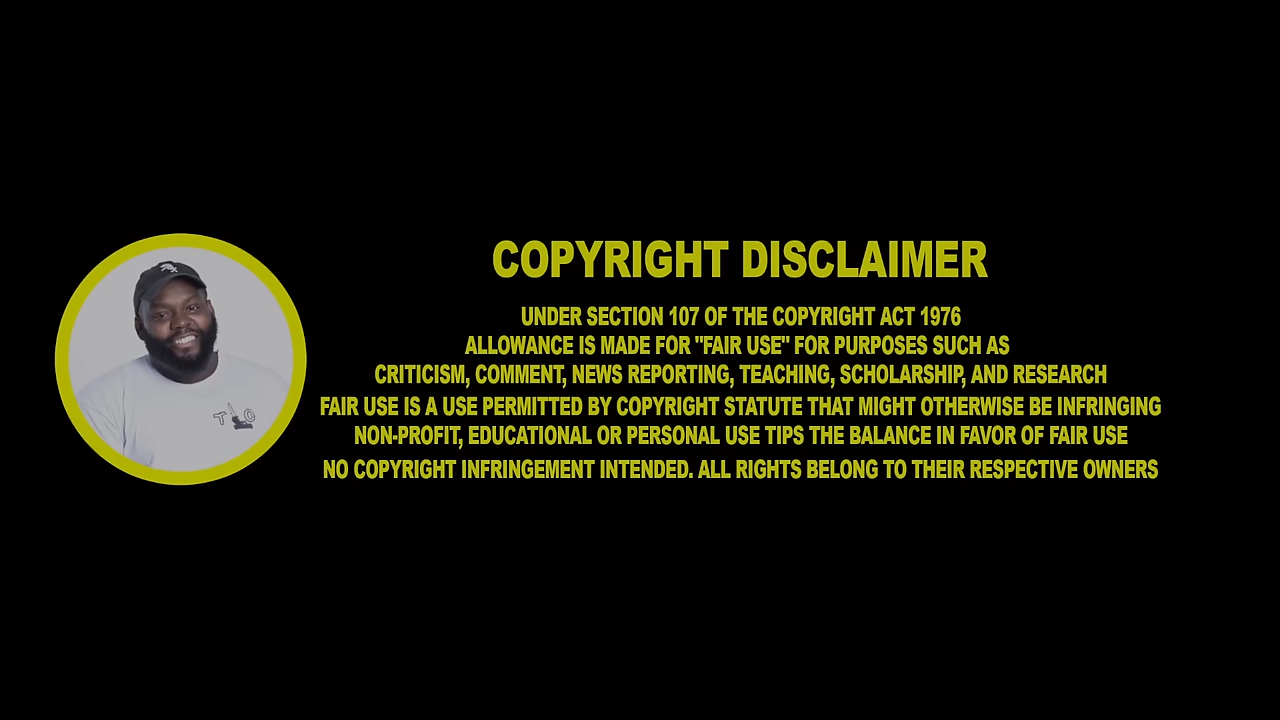 COPYRIGHT DISCLAIMER
UNDER SECTION 107 OF THE COPYRIGHT ACT 1976
ALLOWANCE IS MADE FOR "FAIR USE" FOR PURPOSES SUCH AS
CRITICISM, COMMENT, NEWS REPORTING, TEACHING, SCHOLARSHIP, AND RESEARCH
FAIR USE IS A USE PERMITTED BY COPYRIGHT STATUTE THAT MIGHT OTHERWISE BE INFRINGING
NON-PROFIT, EDUCATIONAL OR PERSONAL USE TIPS THE BALANCE IN FAVOR OF FAIR USE
NO COPYRIGHT INFRINGEMENT INTENDED. ALL RIGHTS BELONG TO THEIR RESPECTIVE OWNERS